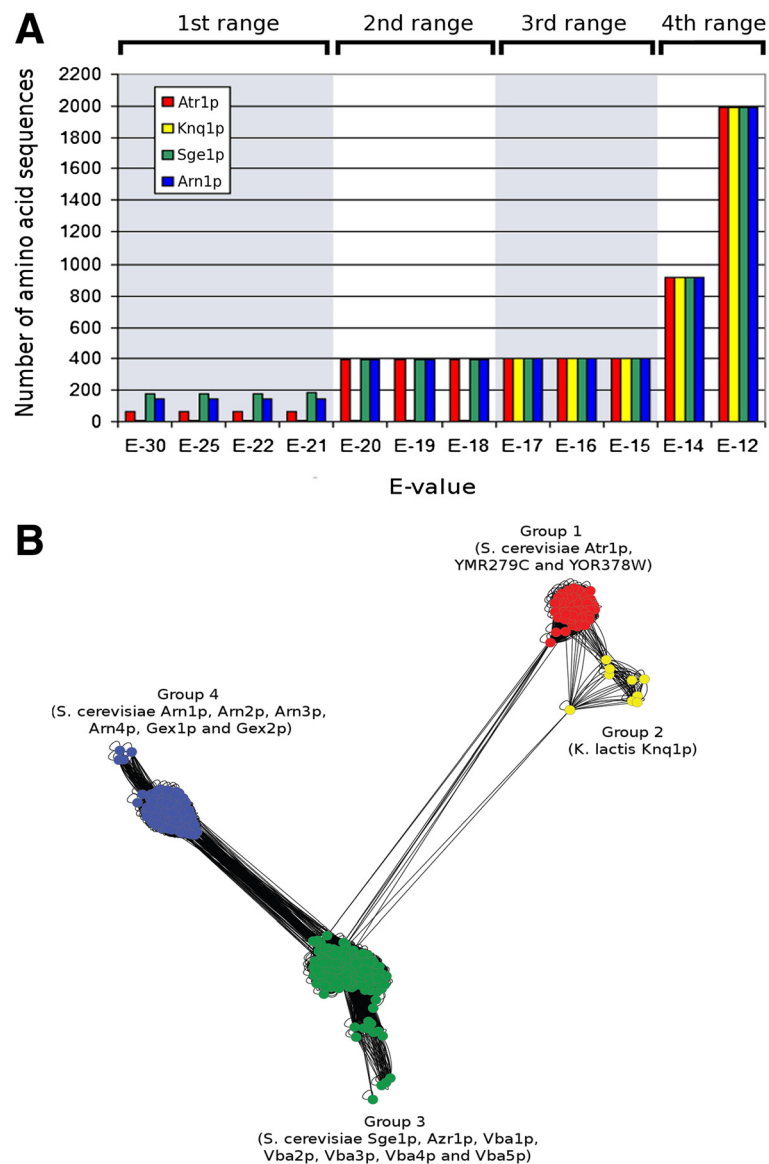 A
1st range 2nd range 3rd range 4th range
Number of amino acid sequences
2200
2000
1800
1600
1400
1200
1000
800
600
400
200
0
Atr1p
Knq1p
Sge1p
Arn1p
E-30 E-25 E-22 E-21 E-20 E-19 E-18 E-17 E-16 E-15 E-14 E-12
E-value
B
Group 1
(S. cerevisiae Atr1p,
YMR279C and YOR378W)
Group 4
(S. cerevisiae Arn1p, Arn2p, Arn3p,
Arn4p, Gex1p and Gex2p)
Group 2
(K. lactis Knq1p)
Group 3
(S. cerevisiae Sge1p, Azr1p, Vba1p,
Vba2p, Vba3p, Vba4p and Vba5p)